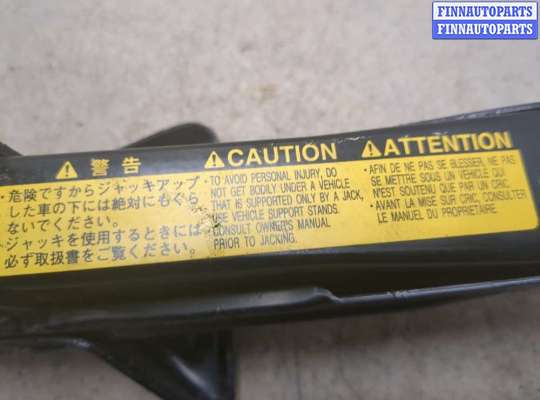 FINNAUTOPARTS
FINNAUTOPARTS
警告
・危険ですからジャッキアップ
した車の下には絶対にもぐら
ないでください。
・ジャッキを使用するときには
必ず取扱書をご覧ください。
CAUTION
・TO AVOID PERSONAL INJURY, DO
NOT GET BODILY UNDER A VEHICLE
THAT IS SUPPORTED ONLY BY A JACK,
USE VEHICLE SUPPORT STANDS.
CONSULT OWNER'S MANUAL
PRIOR TO JACKING.
ATTENTION
・AFIN DE NE PAS SE BLESSER, NE PAS
SE METTRE SOUS UN VEHICULE QUI
N'EST SOUTENU QUE PAR UN CRIC.
・AVANT LA MISE SUR CRIC, CONSULTER
LE MANUEL DU PROPRIETAIRE.